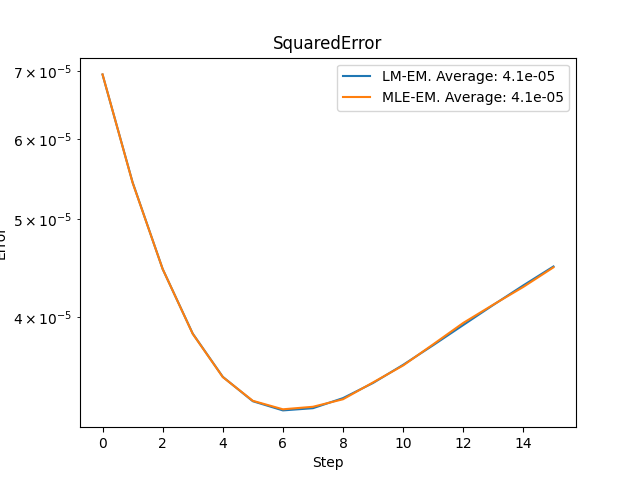 SquaredError
LM-EM. Average: 4.1e-05
MLE-EM. Average: 4.1e-05
7 × 10⁻⁵
6 × 10⁻⁵
5 × 10⁻⁵
4 × 10⁻⁵
Error
0 2 4 6 8 10 12 14
Step